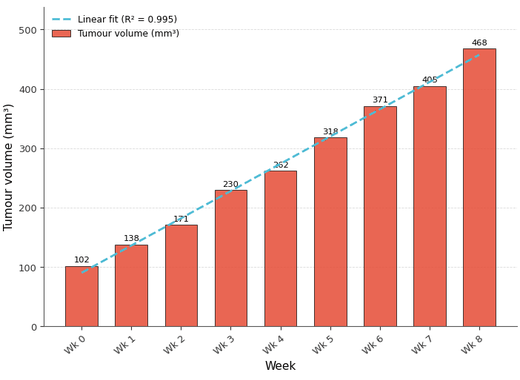 Linear fit (R² = 0.995)
Tumour volume (mm³)
Tumour volume (mm³)
500
400
300
200
100
0
102
138
171
230
262
318
371
405
468
Wk 0
Wk 1
Wk 2
Wk 3
Wk 4
Wk 5
Wk 6
Wk 7
Wk 8
Week